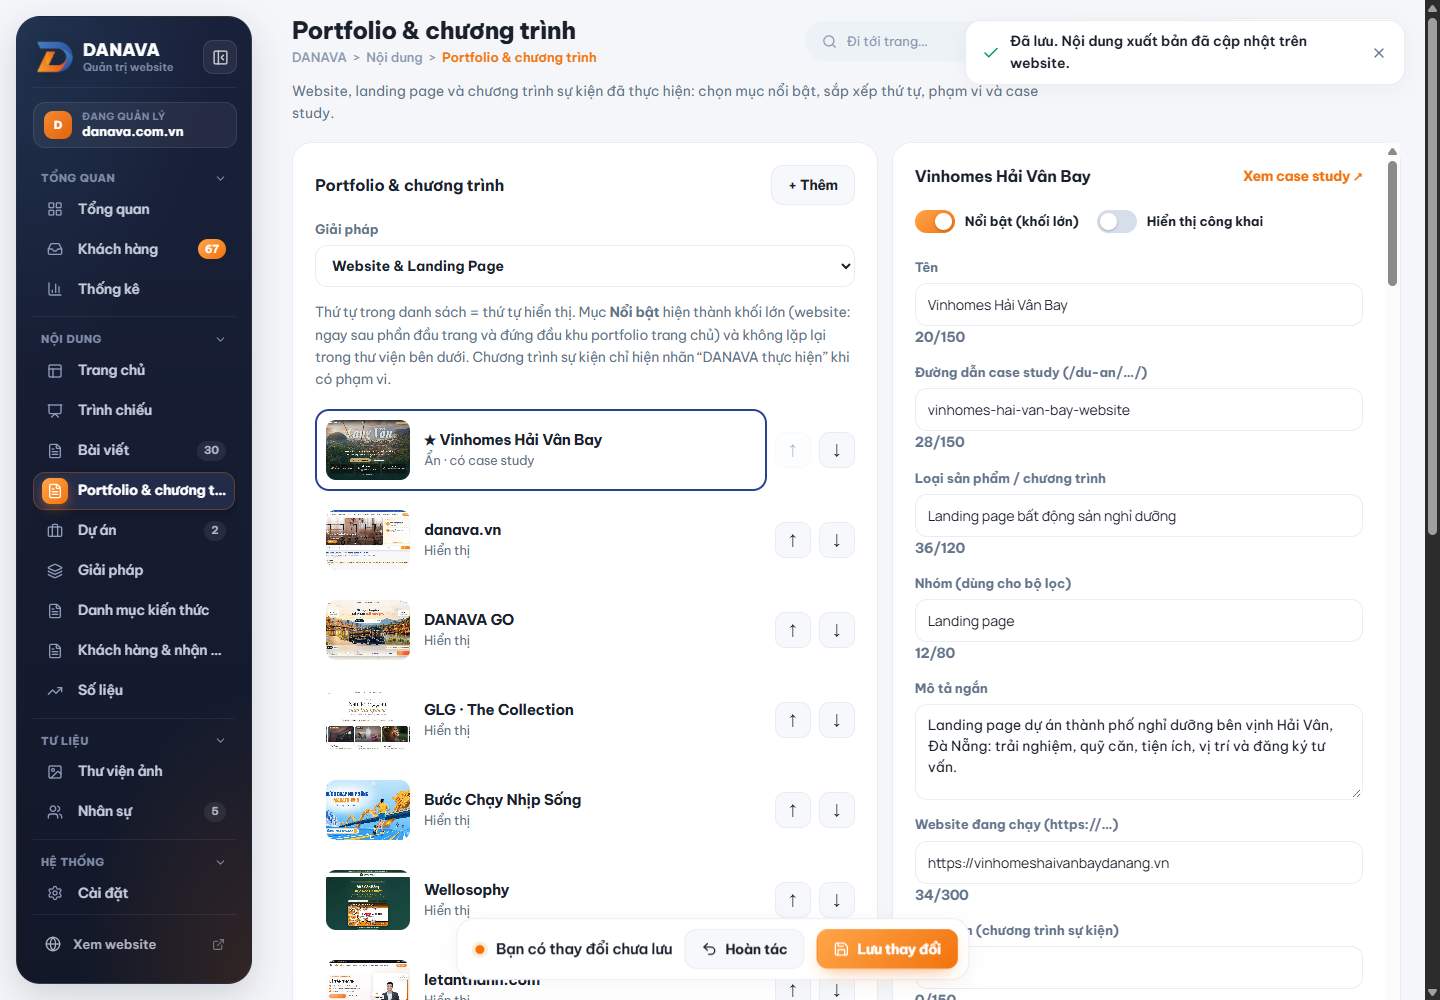 DANAVA
Quản trị website
ĐANG QUẢN LÝ
D
danava.com.vn
TỔNG QUAN
Tổng quan
Khách hàng
67
Thống kê
NỘI DUNG
Trang chủ
Trình chiếu
Bài viết
30
Portfolio & chương t...
Dự án
2
Giải pháp
Danh mục kiến thức
Khách hàng & nhận ...
Số liệu
TƯ LIỆU
Thư viện ảnh
Nhân sự
5
HỆ THỐNG
Cài đặt
Xem website
Portfolio & chương trình
DANAVA > Nội dung > Portfolio & chương trình
Đi tới trang...
Đã lưu. Nội dung xuất bản đã cập nhật trên
website.
Website, landing page và chương trình sự kiện đã thực hiện: chọn mục nổi bật, sắp xếp thứ tự, phạm vi và case
study.
Portfolio & chương trình
+ Thêm
Giải pháp
Website & Landing Page
Thứ tự trong danh sách = thứ tự hiển thị. Mục Nổi bật hiện thành khối lớn (website:
ngay sau phần đầu trang và đứng đầu khu portfolio trang chủ) và không lặp lại
trong thư viện bên dưới. Chương trình sự kiện chỉ hiện nhãn “DANAVA thực hiện” khi
có phạm vi.
★ Vinhomes Hải Vân Bay
Ẩn · có case study
↑ ↓
danava.vn
Hiển thị
↑ ↓
DANAVA GO
Hiển thị
↑ ↓
GLG · The Collection
Hiển thị
↑ ↓
Bước Chạy Nhịp Sống
Hiển thị
↑ ↓
Wellosophy
Hiển thị
↑ ↓
letanthanh.com
Hiển thị
↑ ↓
Vinhomes Hải Vân Bay
Xem case study ↗
Nổi bật (khối lớn)
Hiển thị công khai
Tên
Vinhomes Hải Vân Bay
20/150
Đường dẫn case study (/du-an/.../)
vinhomes-hai-van-bay-website
28/150
Loại sản phẩm / chương trình
Landing page bất động sản nghỉ dưỡng
36/120
Nhóm (dùng cho bộ lọc)
Landing page
12/80
Mô tả ngắn
Landing page dự án thành phố nghỉ dưỡng bên vịnh Hải Vân,
Đà Nẵng: trải nghiệm, quỹ căn, tiện ích, vị trí và đăng ký tư
vấn.
Website đang chạy (https://...)
https://vinhomeshaivanbaydanang.vn
34/300
(chương trình sự kiện)
0/150
Bạn có thay đổi chưa lưu
Hoàn tác
Lưu thay đổi